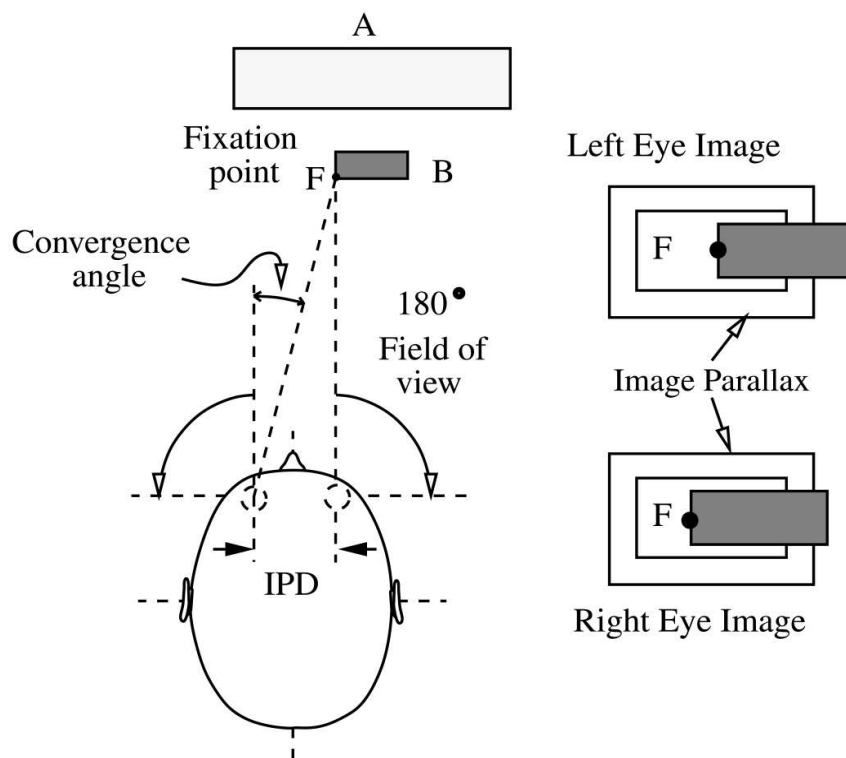 A
Fixation
point
F
B
Convergence
angle
180°
Field of
view
IPD
Left Eye Image
F
Image Parallax
F
Right Eye Image